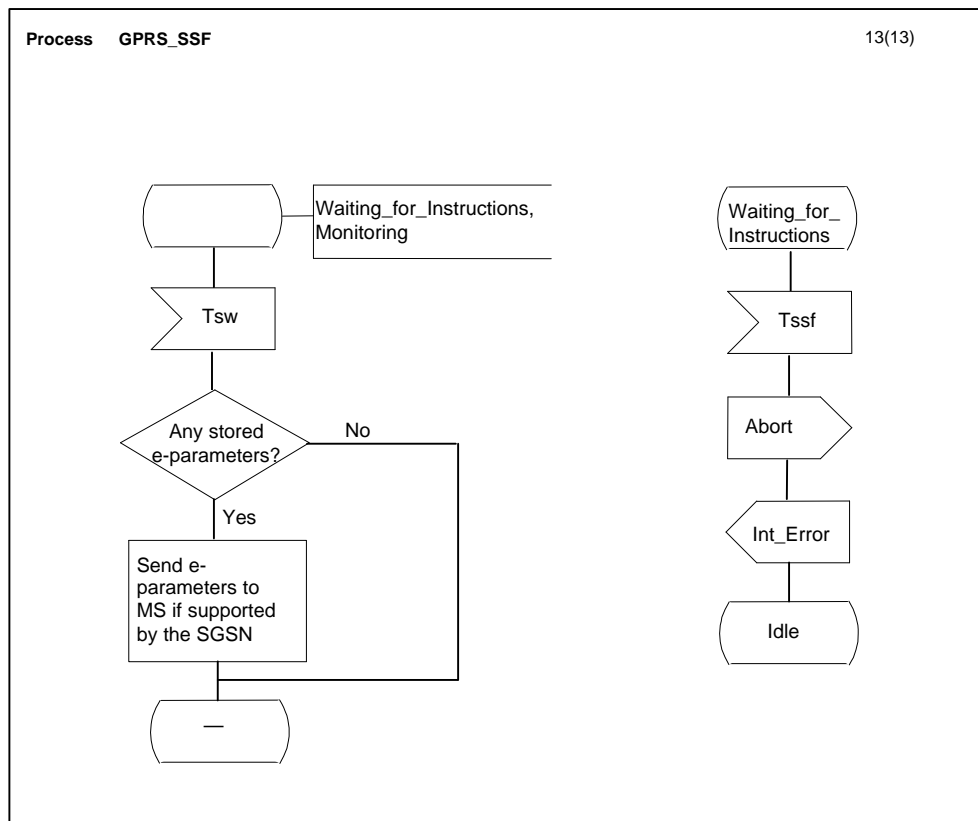 Process GPRS_SSF
13(13)
Waiting_for_Instructions,
Monitoring
Tsw
Any stored
e-parameters?
No
Yes
Send e-
parameters to
MS if supported
by the SGSN
—
Waiting_for_
Instructions
Tssf
Abort
Int_Error
Idle